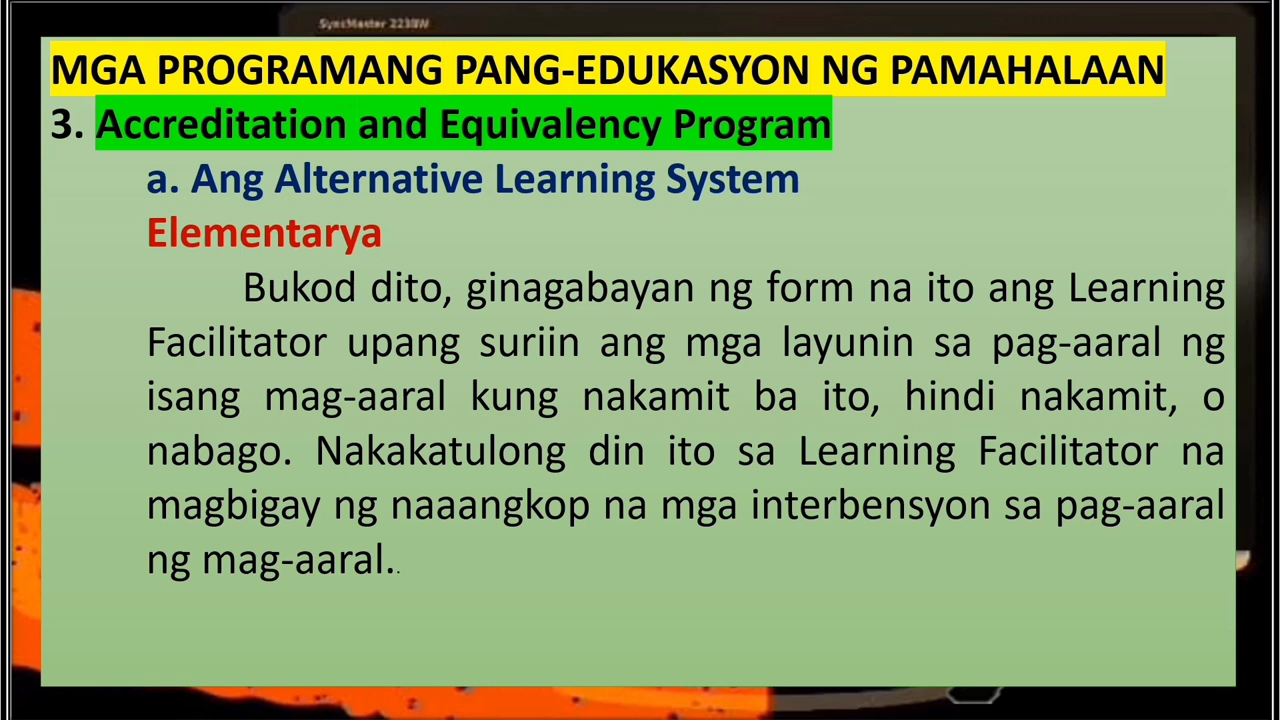 SyncMaster 2238W
MGA PROGRAMANG PANG-EDUKASYON NG PAMAHALAAN
3. Accreditation and Equivalency Program
a. Ang Alternative Learning System
Elementarya
Bukod dito, ginagabayan ng form na ito ang Learning
Facilitator upang suriin ang mga layunin sa pag-aaral ng
isang mag-aaral kung nakamit ba ito, hindi nakamit, o
nabago. Nakakatulong din ito sa Learning Facilitator na
magbigay ng naaangkop na mga interbensyon sa pag-aaral
ng mag-aaral..